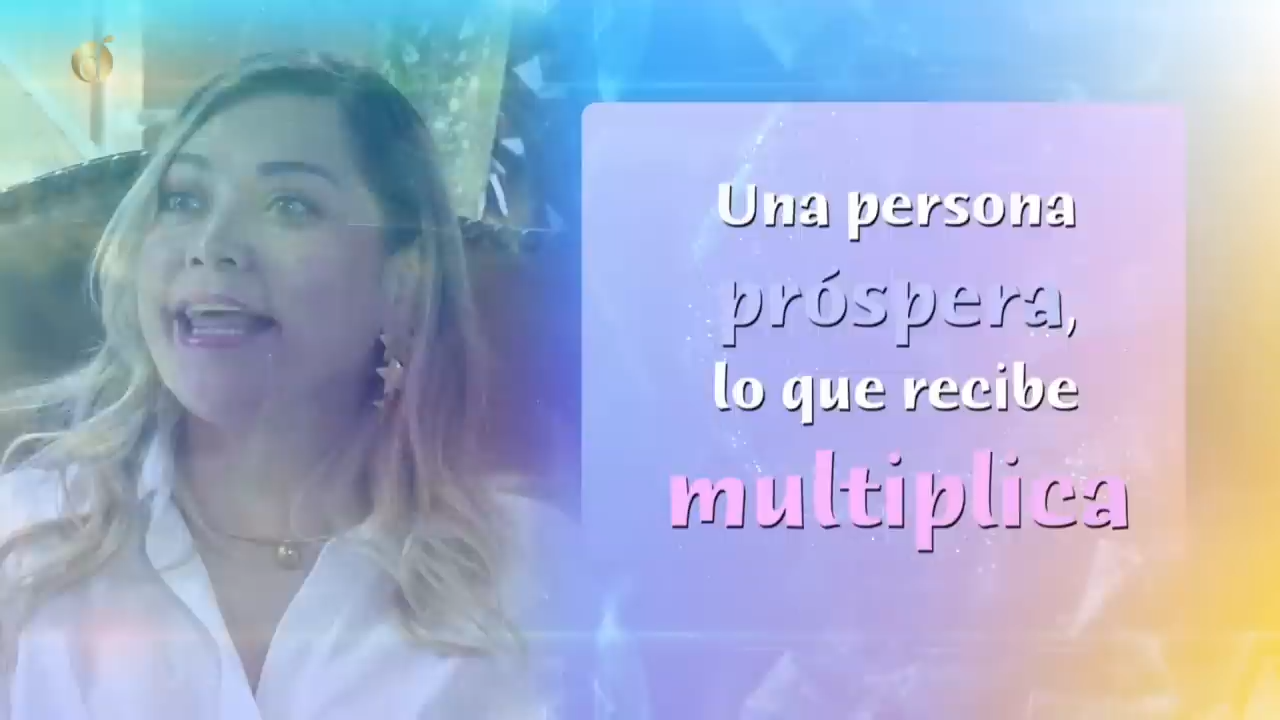 Una persona
próspera,
lo que recibe
multiplica